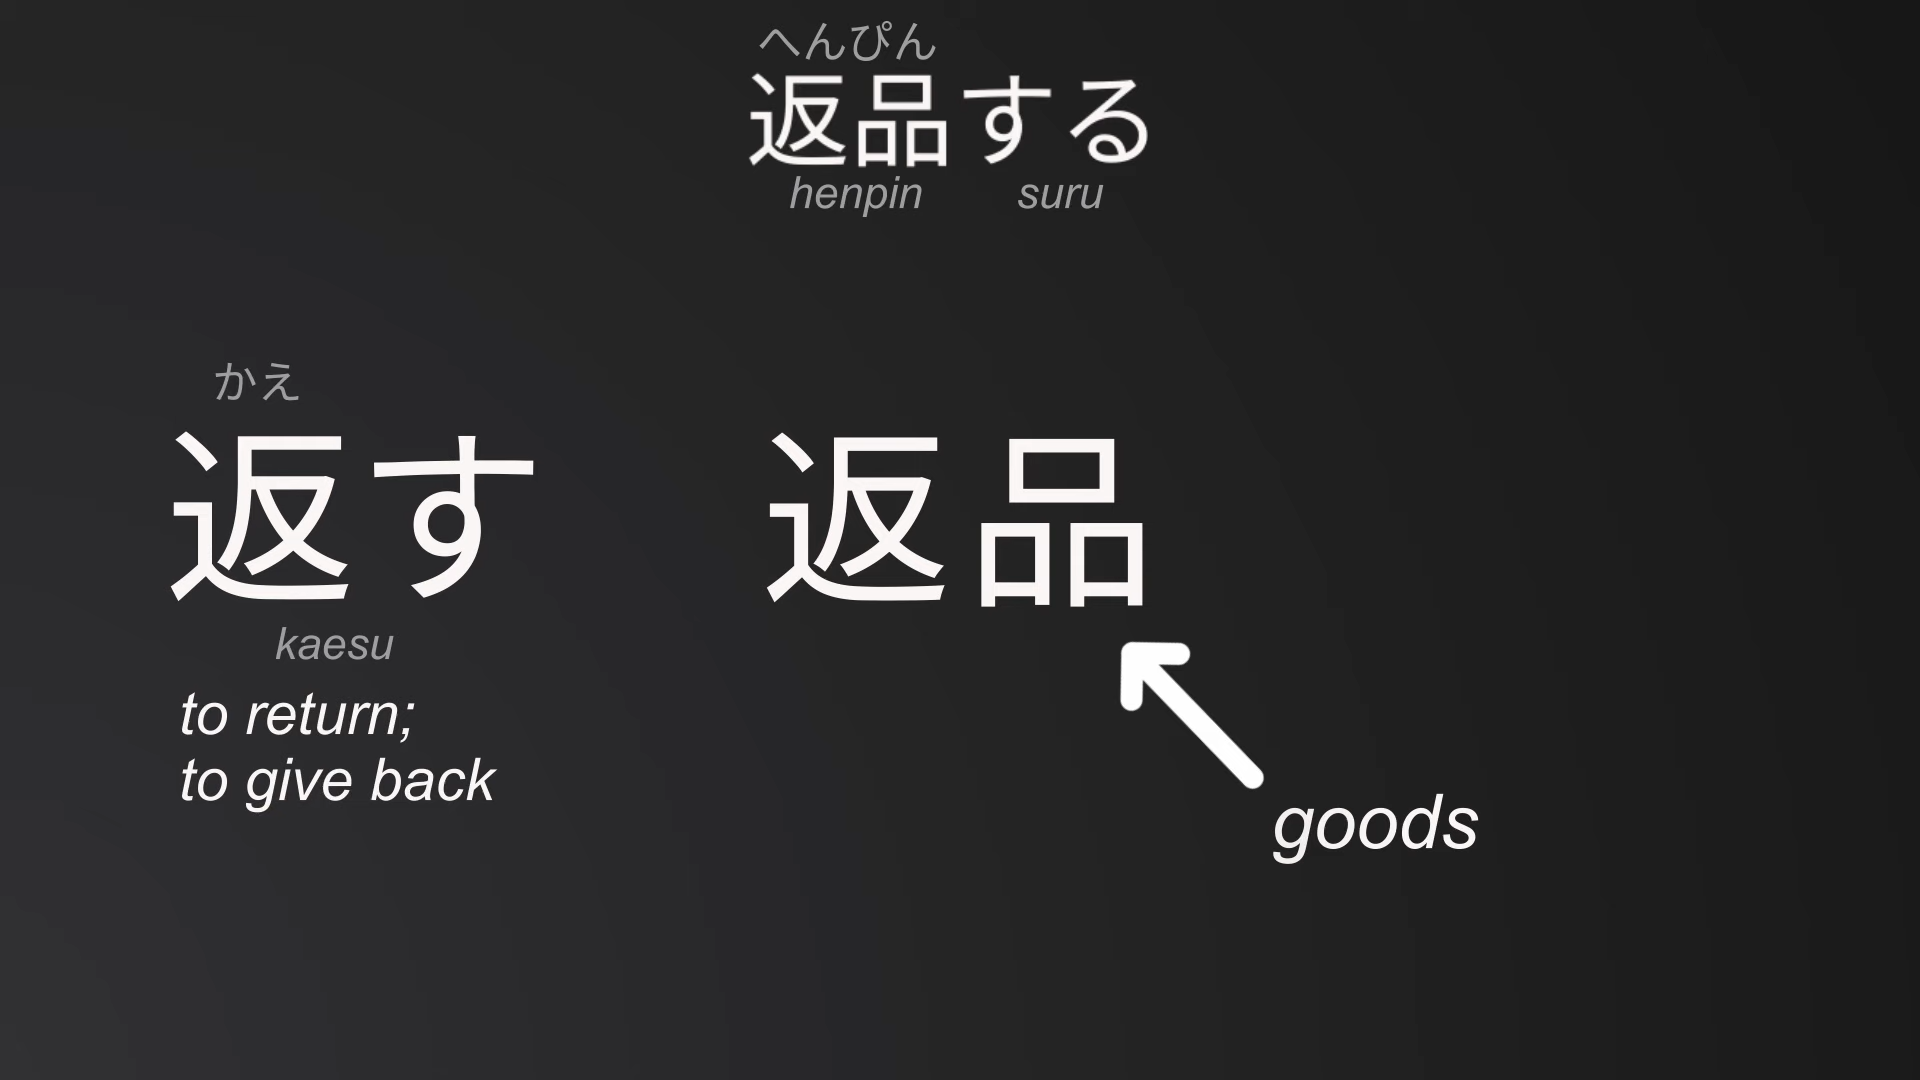 へんぴん
返品する
henpin suru
かえ
返す
kaesu
to return;
to give back
返品
goods